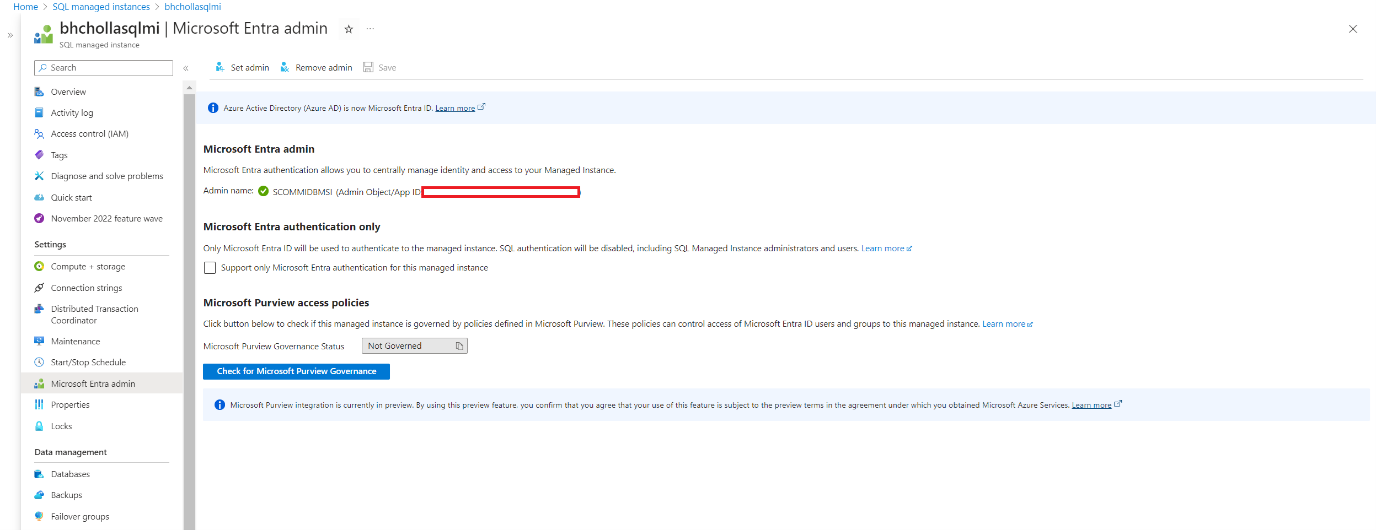 Home > SQL managed instances > bhchollasqlmi
bhchollasqlmi | Microsoft Entra admin
SQL managed instance
Search
Set admin
Remove admin
Save
Overview
Activity log
Access control (IAM)
Tags
Diagnose and solve problems
Quick start
November 2022 feature wave
Settings
Compute + storage
Connection strings
Distributed Transaction
Coordinator
Maintenance
Start/Stop Schedule
Microsoft Entra admin
Properties
Locks
Data management
Databases
Backups
Failover groups
Azure Active Directory (Azure AD) is now Microsoft Entra ID. Learn more
Microsoft Entra admin
Microsoft Entra authentication allows you to centrally manage identity and access to your Managed Instance.
Admin name: SCOMMIDBMSI (Admin Object/App ID
Microsoft Entra authentication only
Only Microsoft Entra ID will be used to authenticate to the managed instance. SQL authentication will be disabled, including SQL Managed Instance administrators and users. Learn more
Support only Microsoft Entra authentication for this managed instance
Microsoft Purview access policies
Click button below to check if this managed instance is governed by policies defined in Microsoft Purview. These policies can control access of Microsoft Entra ID users and groups to this managed instance. Learn more
Microsoft Purview Governance Status Not Governed
Check for Microsoft Purview Governance
Microsoft Purview integration is currently in preview. By using this preview feature, you confirm that you agree that your use of this feature is subject to the preview terms in the agreement under which you obtained Microsoft Azure Services. Learn more